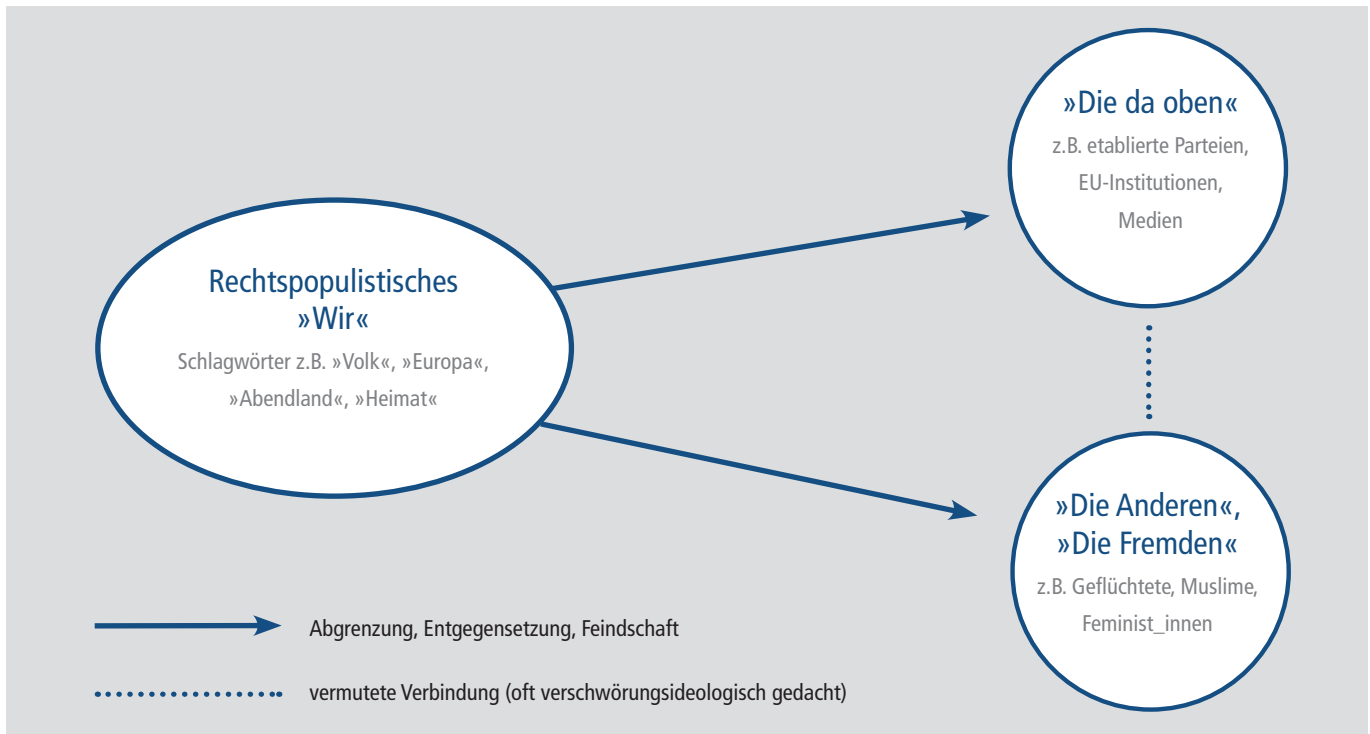 »Die da oben«
z.B. etablierte Parteien,
EU-Institutionen,
Medien
Rechtspopulistisches
»Wir«
Schlagwörter z.B. »Volk«, »Europa«,
»Abendland«, »Heimat«
»Die Anderen«,
»Die Fremden«
z.B. Geflüchtete, Muslime,
Feminist_innen
Abgrenzung, Entgegensetzung, Feindschaft
vermutete Verbindung (oft verschwörungsideologisch gedacht)